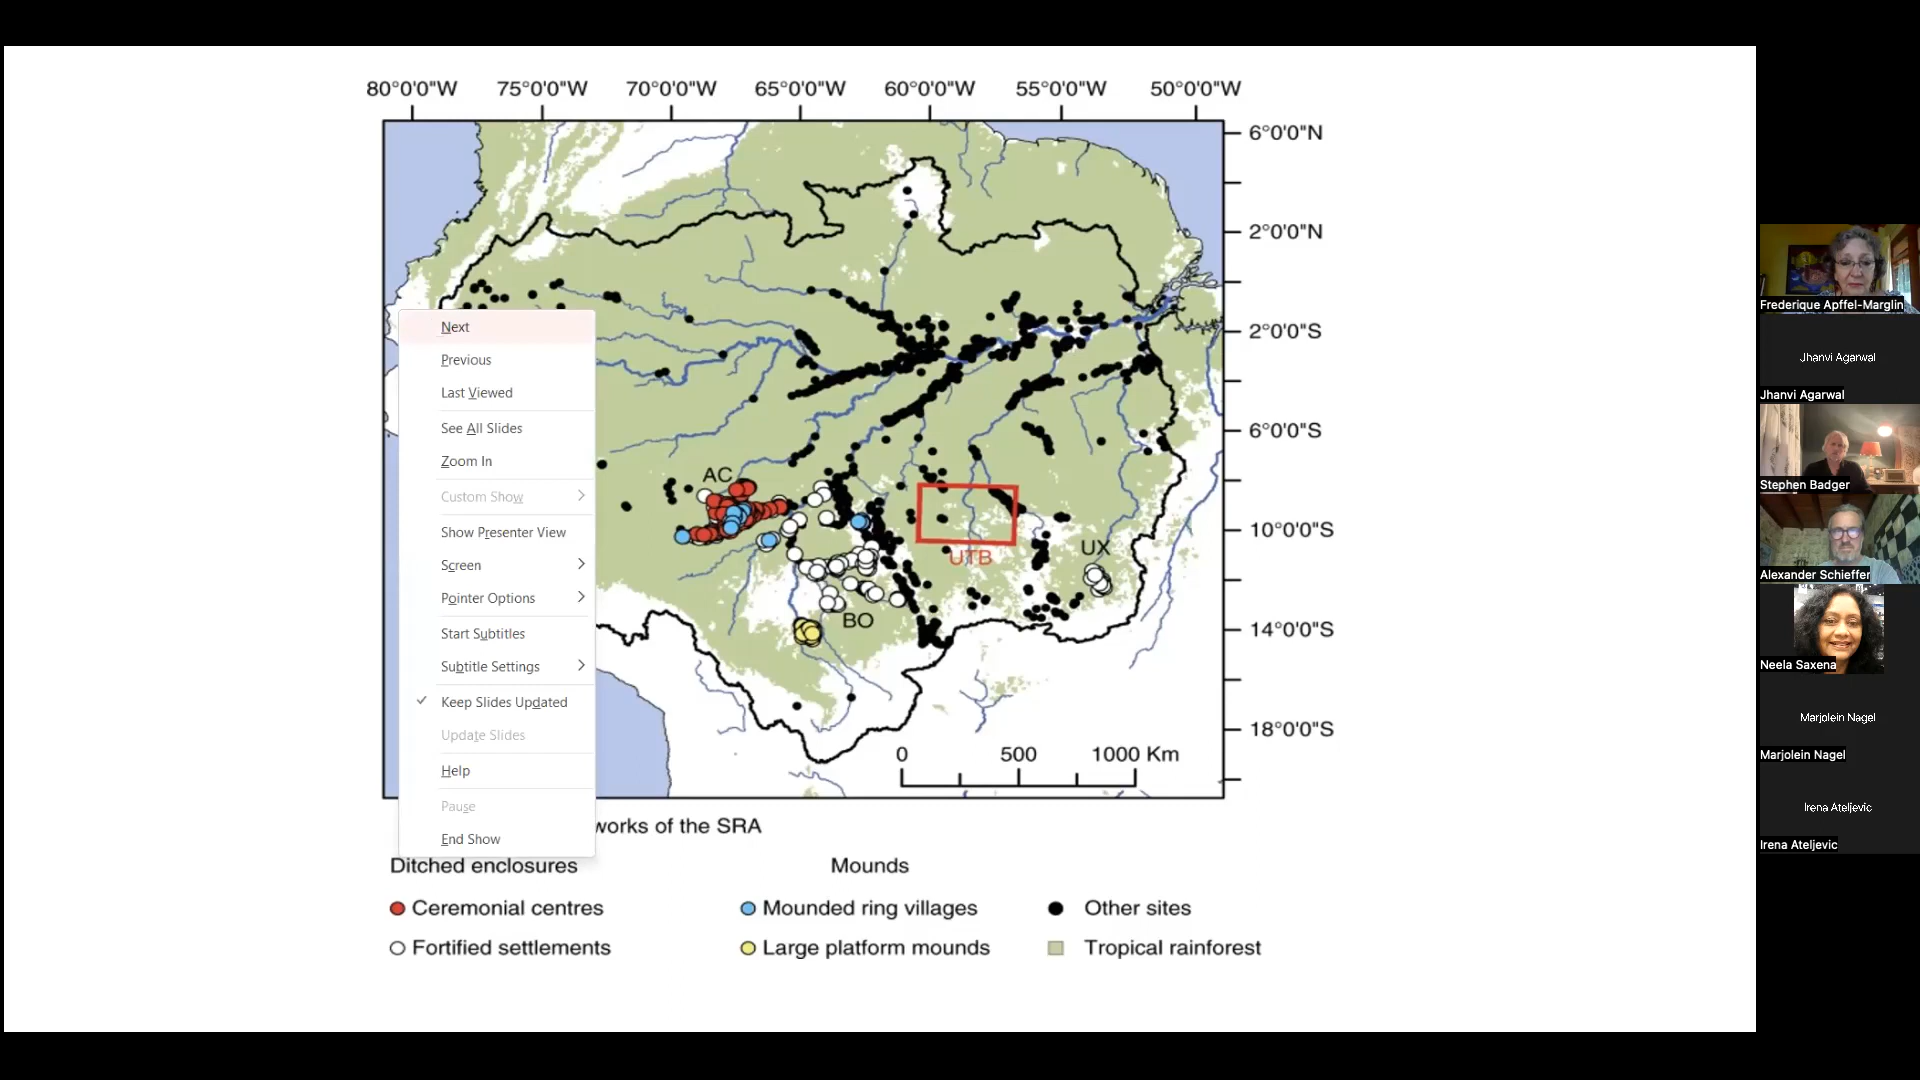 80°0'0"W 75°0'0"W 70°0'0"W 65°0'0"W 60°0'0"W 55°0'0"W 50°0'0"W
6°0'0"N
2°0'0"N
2°0'0"S
6°0'0"S
10°0'0"S
14°0'0"S
18°0'0"S
AC
UTB
UX
BO
0 500 1000 Km
Next
Previous
Last Viewed
See All Slides
Zoom In
Custom Show
Show Presenter View
Screen
Pointer Options
Start Subtitles
Subtitle Settings
Keep Slides Updated
Update Slides
Help
Pause
End Show
works of the SRA
Ditched enclosures Mounds
Ceremonial centres Mounded ring villages Other sites
Fortified settlements Large platform mounds Tropical rainforest
Frederique Apffel-Marglin
Jhanvi Agarwal
Jhanvi Agarwal
Stephen Badger
Alexander Schieffer
Neela Saxena
Marjolein Nagel
Marjolein Nagel
Irena Ateljevic
Irena Ateljevic